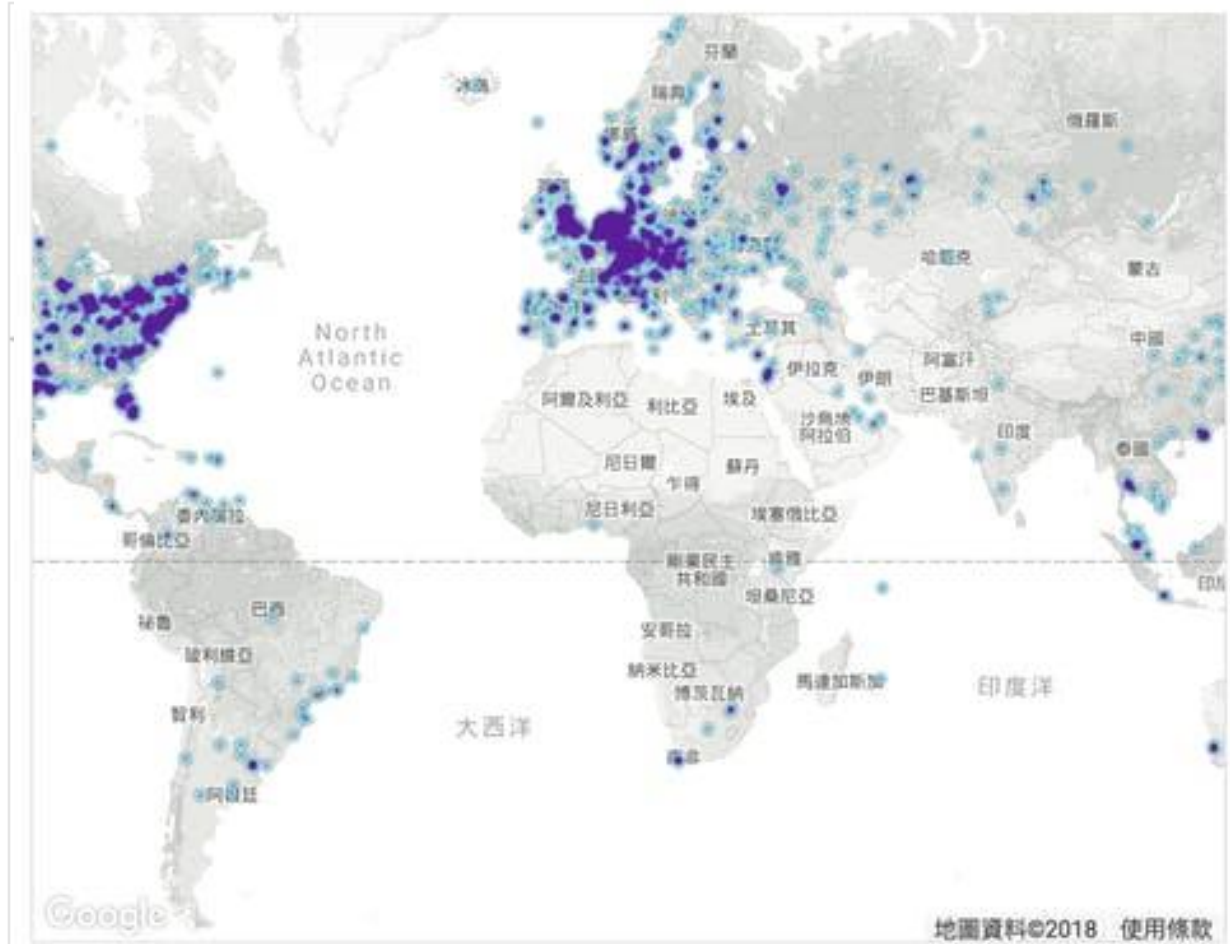 芬蘭
冰島
瑞典
挪威
俄羅斯
哈薩克
蒙古
North
Atlantic
Ocean
土耳其
中國
伊拉克
伊朗
阿富汗
巴基斯坦
阿爾及利亞
利比亞
埃及
沙烏地
阿拉伯
印度
泰國
尼日爾
查德
蘇丹
尼日利亞
埃塞俄比亞
委內瑞拉
哥倫比亞
剛果民主
共和國
肯亞
坦桑尼亞
秘魯
巴西
安哥拉
玻利維亞
納米比亞
博茨瓦納
馬達加斯加
印度洋
智利
大西洋
南非
阿根廷
Google
地圖資料©2018 使用條款